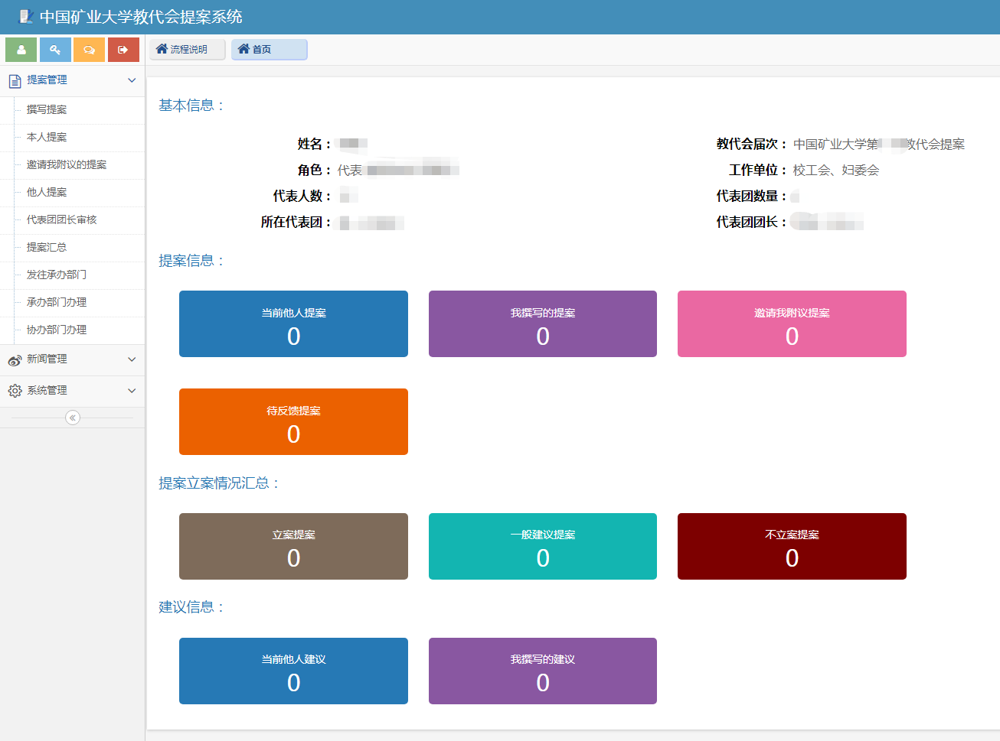 中国矿业大学教代会提案系统
流程说明
首页
提案管理
撰写提案
本人提案
邀请我附议的提案
他人提案
代表团团长审核
提案汇总
发往承办部门
承办部门办理
协办部门办理
新闻管理
系统管理
基本信息：
姓名：
教代会届次： 中国矿业大学第 教代会提案
角色： 代表
工作单位： 校工会、妇委会
代表人数：
代表团数量：
所在代表团：
代表团团长：
提案信息：
当前他人提案
0
我撰写的提案
0
邀请我附议提案
0
待反馈提案
0
提案立案情况汇总：
立案提案
0
一般建议提案
0
不立案提案
0
建议信息：
当前他人建议
0
我撰写的建议
0